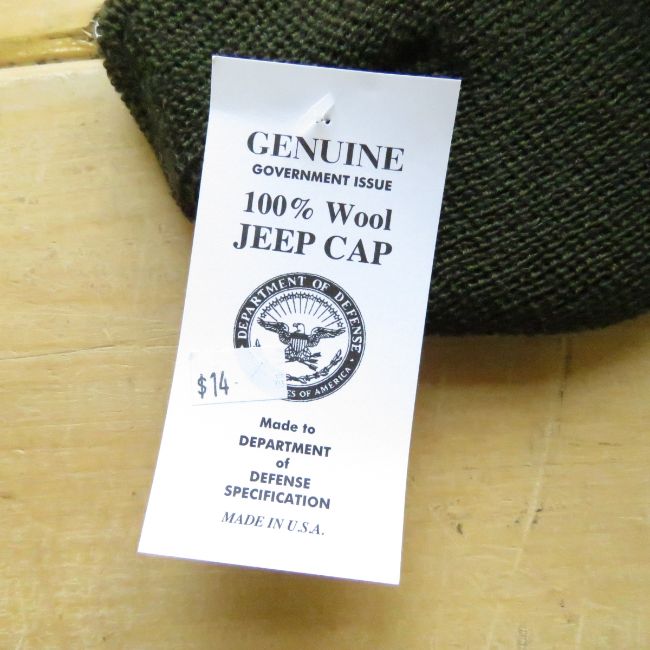 GENUINE
GOVERNMENT ISSUE
100% Wool
JEEP CAP
DEPARTMENT OF DEFENSE
ES OF AMERICA
$14
Made to
DEPARTMENT
of
DEFENSE
SPECIFICATION
MADE IN U.S.A.